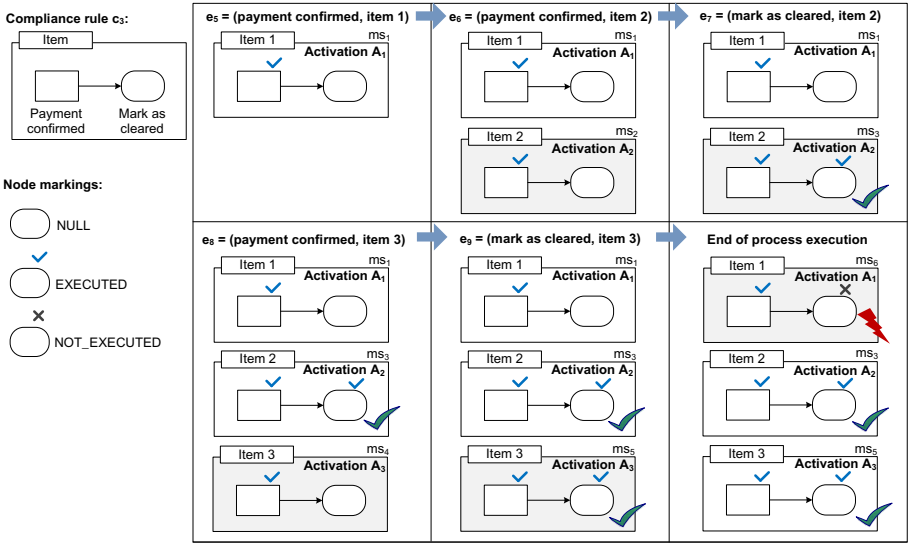 Compliance rule c3:
Item
Payment confirmed
Mark as cleared
Node markings:
NULL
EXECUTED
NOT_EXECUTED
e5 = (payment confirmed, item 1)
Item 1
ms1
Activation A1
e6 = (payment confirmed, item 2)
Item 1
ms1
Activation A1
Item 2
ms2
Activation A2
e7 = (mark as cleared, item 2)
Item 1
ms1
Activation A1
Item 2
ms3
Activation A2
e8 = (payment confirmed, item 3)
Item 1
ms1
Activation A1
Item 2
ms3
Activation A2
Item 3
ms4
Activation A3
e9 = (mark as cleared, item 3)
Item 1
ms1
Activation A1
Item 2
ms3
Activation A2
Item 3
ms5
Activation A3
End of process execution
Item 1
ms6
Activation A1
Item 2
ms3
Activation A2
Item 3
ms5
Activation A3